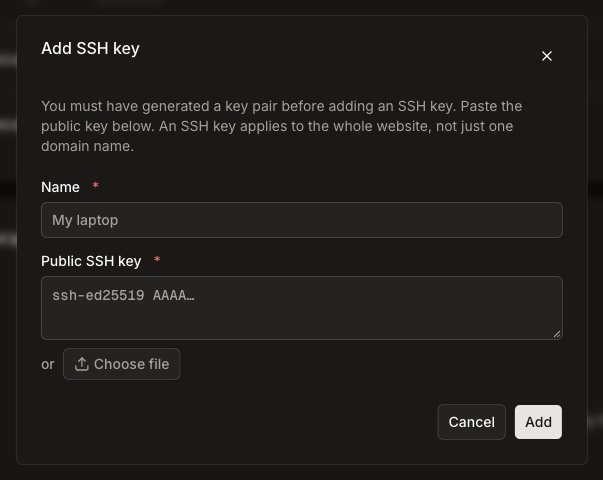 Add SSH key
You must have generated a key pair before adding an SSH key. Paste the
public key below. An SSH key applies to the whole website, not just one
domain name.
Name *
My laptop
Public SSH key *
ssh-ed25519 AAAA…
or Choose file
Cancel Add